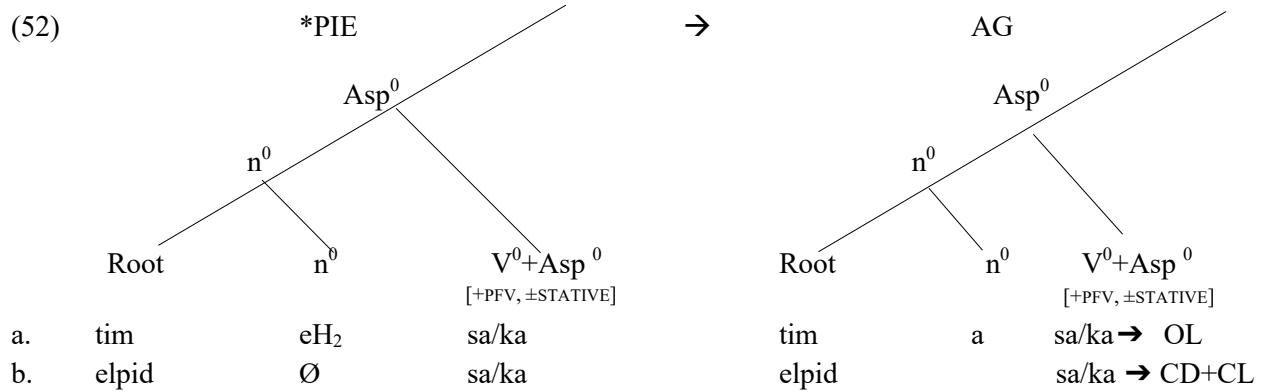 (52) *PIE → AG
Asp⁰ Asp⁰
n⁰ n⁰
Root n⁰ V⁰+Asp ⁰ Root n⁰ V⁰+Asp ⁰
[+PFV, ±STATIVE] [+PFV, ±STATIVE]
a. tim eH₂ sa/ka tim a sa/ka ➔ OL
b. elpid Ø sa/ka elpid sa/ka ➔ CD+CL